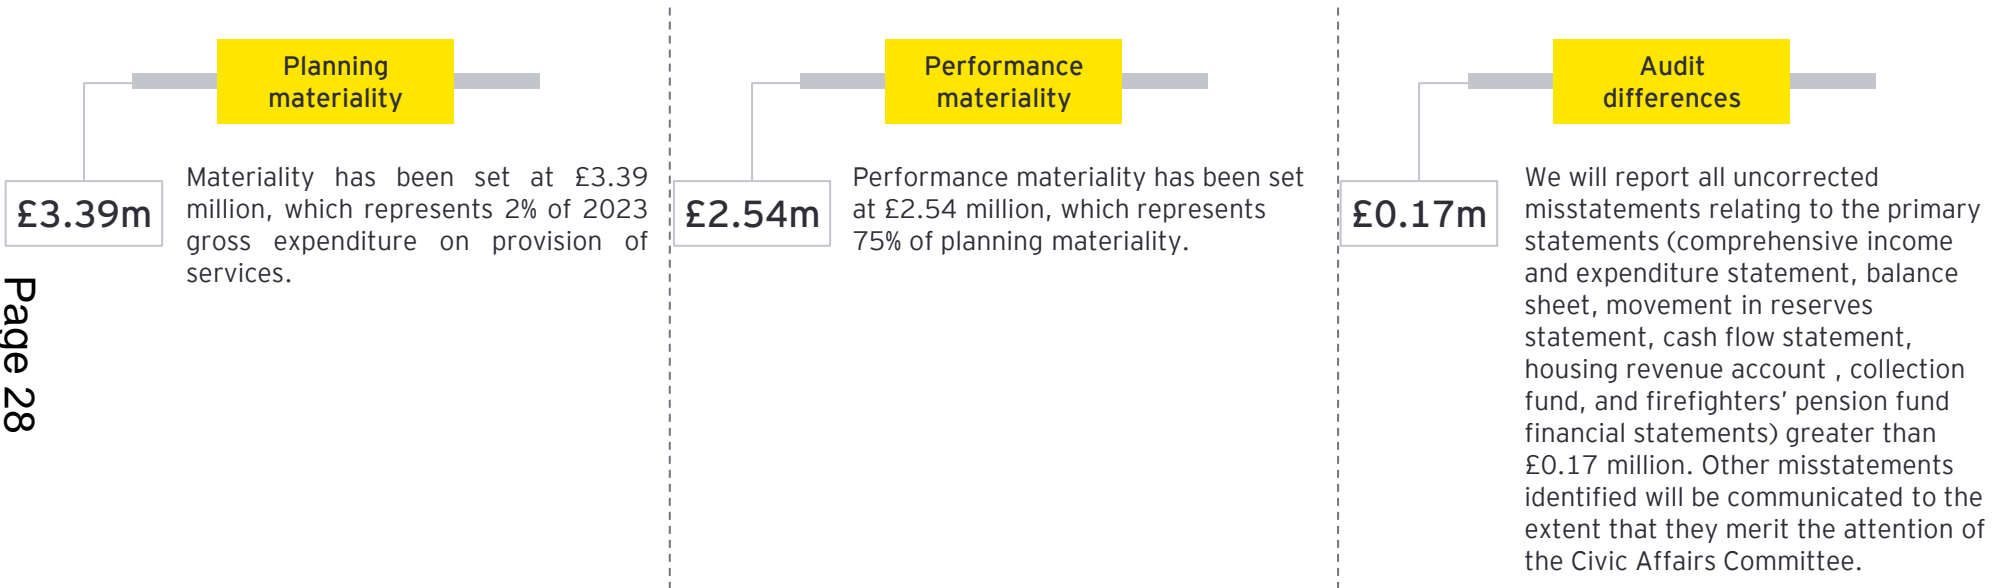 Planning
materiality
£3.39m
Materiality has been set at £3.39
million, which represents 2% of 2023
gross expenditure on provision of
services.
Performance
materiality
£2.54m
Performance materiality has been set
at £2.54 million, which represents
75% of planning materiality.
Audit
differences
£0.17m
We will report all uncorrected
misstatements relating to the primary
statements (comprehensive income
and expenditure statement, balance
sheet, movement in reserves
statement, cash flow statement,
housing revenue account , collection
fund, and firefighters’ pension fund
financial statements) greater than
£0.17 million. Other misstatements
identified will be communicated to the
extent that they merit the attention of
the Civic Affairs Committee.
Page 28